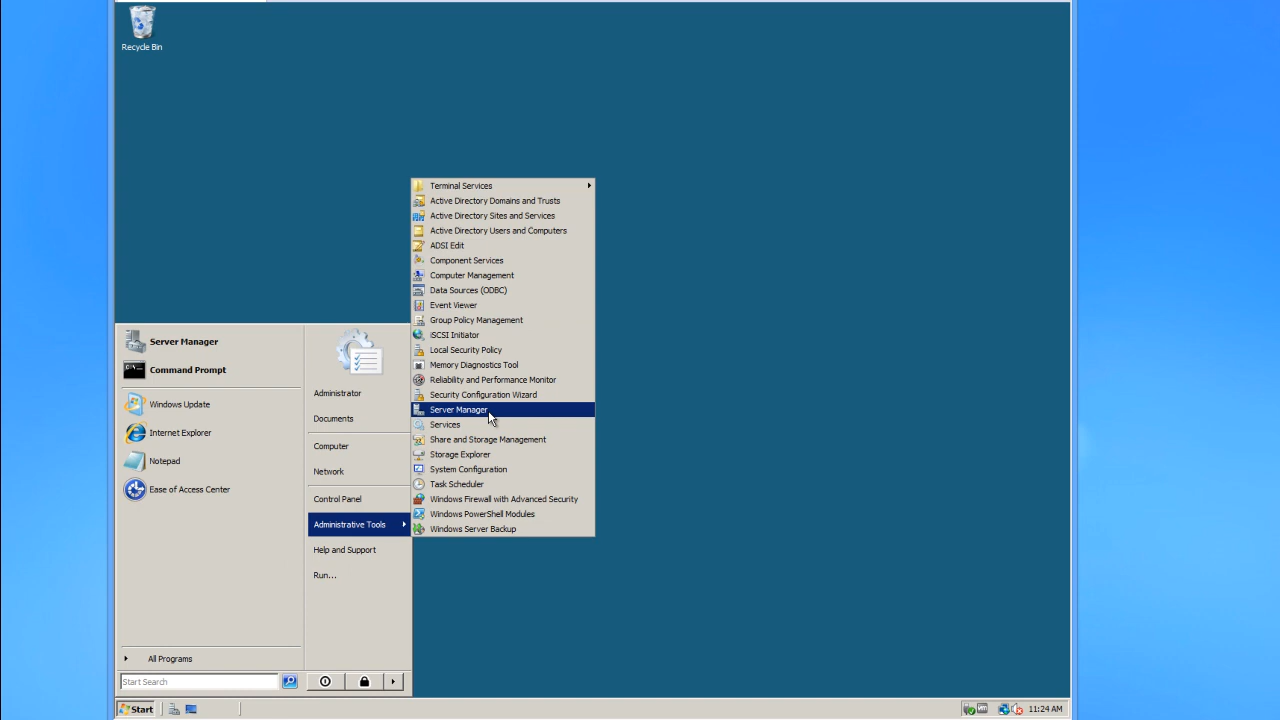 Recycle Bin
Terminal Services
Active Directory Domains and Trusts
Active Directory Sites and Services
Active Directory Users and Computers
ADSI Edit
Component Services
Computer Management
Data Sources (ODBC)
Event Viewer
Group Policy Management
iSCSI Initiator
Local Security Policy
Memory Diagnostics Tool
Reliability and Performance Monitor
Security Configuration Wizard
Server Manager
Services
Share and Storage Management
Storage Explorer
System Configuration
Task Scheduler
Windows Firewall with Advanced Security
Windows PowerShell Modules
Windows Server Backup
Server Manager
Command Prompt
Windows Update
Internet Explorer
Notepad
Ease of Access Center
All Programs
Start Search
Administrator
Documents
Computer
Network
Control Panel
Administrative Tools
Help and Support
Run...
Start
11:24 AM